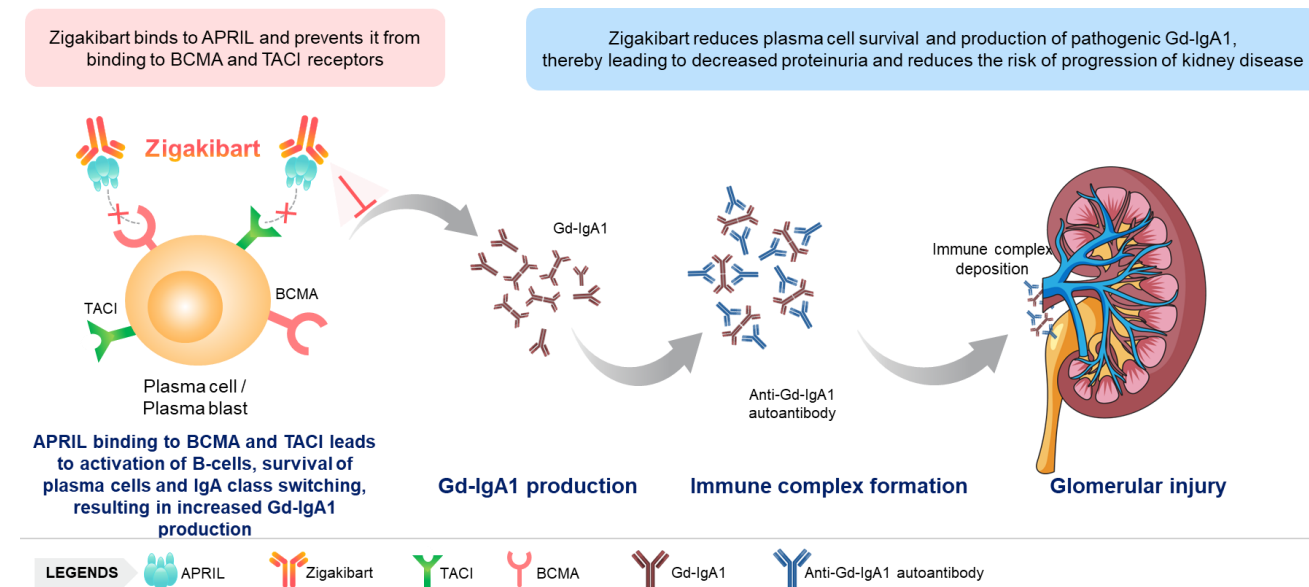 Zigakibart binds to APRIL and prevents it from
binding to BCMA and TACI receptors
Zigakibart reduces plasma cell survival and production of pathogenic Gd-IgA1,
thereby leading to decreased proteinuria and reduces the risk of progression of kidney disease
Zigakibart
TACI
BCMA
Plasma cell /
Plasma blast
APRIL binding to BCMA and TACI leads
to activation of B-cells, survival of
plasma cells and IgA class switching,
resulting in increased Gd-IgA1
production
Gd-IgA1
Gd-IgA1 production
Anti-Gd-IgA1
autoantibody
Immune complex formation
Immune complex
deposition
Glomerular injury
LEGENDS
APRIL
Zigakibart
TACI
BCMA
Gd-IgA1
Anti-Gd-IgA1 autoantibody